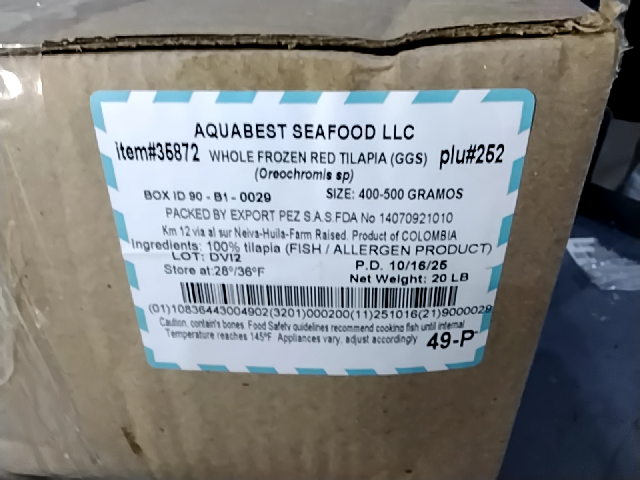 AQUABEST SEAFOOD LLC
item#35872 WHOLE FROZEN RED TILAPIA (GGS) plu#252
(Oreochromis sp)
BOX ID 90 - B1 - 0029 SIZE: 400-500 GRAMOS
PACKED BY EXPORT PEZ S.A.S.FDA No 14070921010
Km 12 via al sur Neiva-Huila-Farm Raised. Product of COLOMBIA
Ingredients: 100% tilapia (FISH / ALLERGEN PRODUCT)
LOT: DVI2 P.D. 10/16/25
Store at:28°/36°F Net Weight: 20 LB
(01)10836443004902(3201)000200(11)251016(21)9000029
Caution, contain's bones. Food Safety guidelines recommend cooking fish until internal
Temperature reaches 145°F. Appliances vary, adjust accordingly 49-P